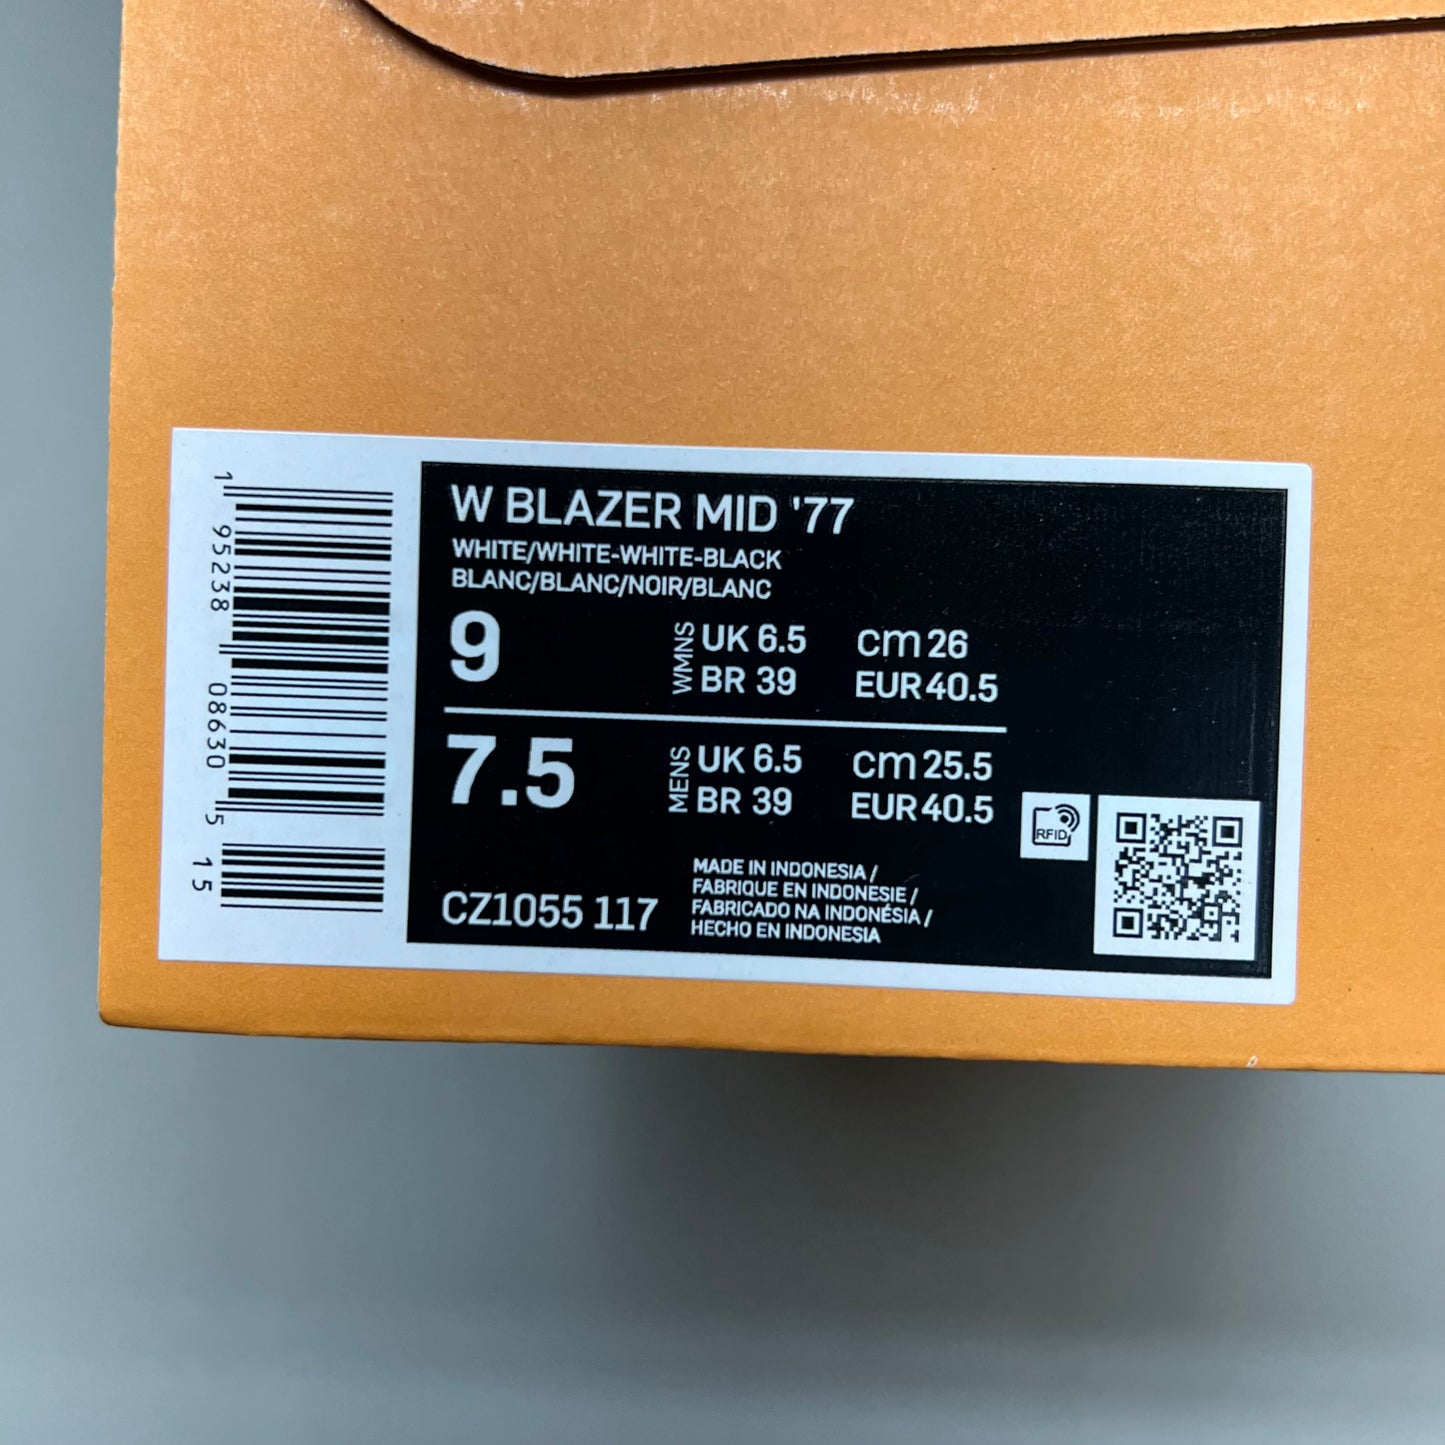 W BLAZER MID '77
WHITE/WHITE-WHITE-BLACK
BLANC/BLANC/NOIR/BLANC
9
WMNS
UK 6.5 cm 26
BR 39 EUR 40.5
7.5
MENS
UK 6.5 cm 25.5
BR 39 EUR 40.5
CZ1055 117
MADE IN INDONESIA /
FABRIQUE EN INDONESIE /
FABRICADO NA INDONÉSIA /
HECHO EN INDONESIA
RFID
1 95238 08630 5 15